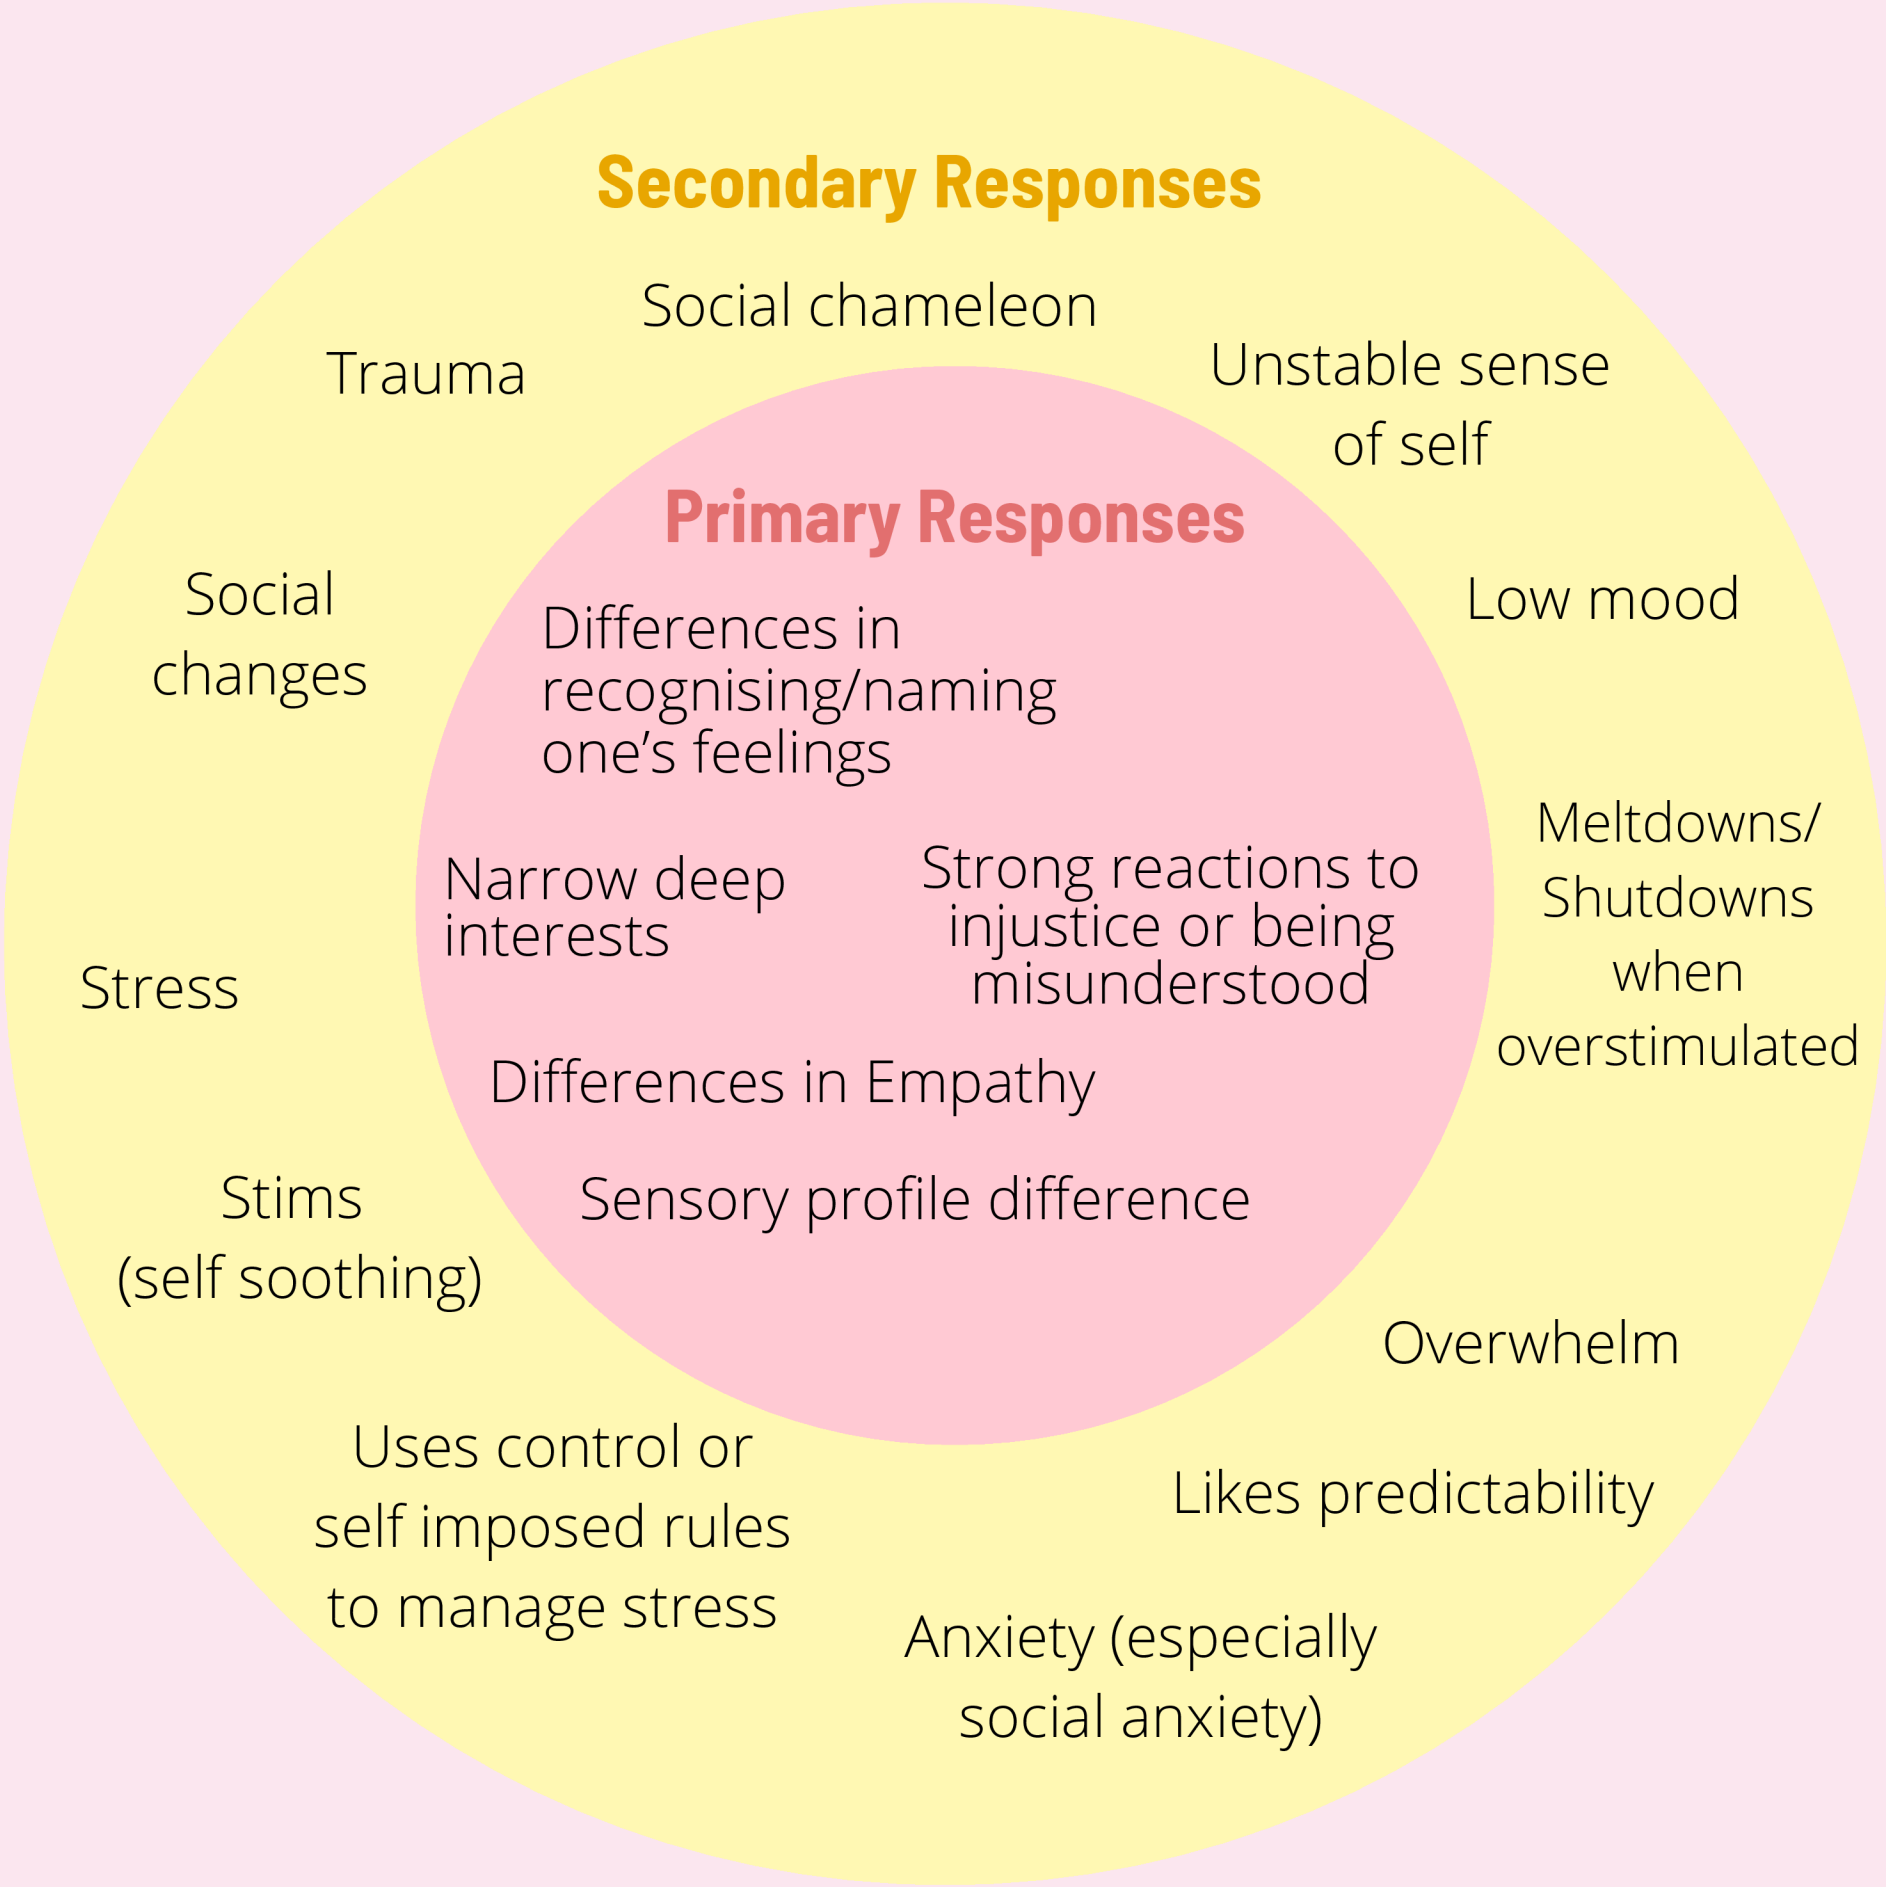 Secondary Responses
Social chameleon
Trauma
Unstable sense
of self
Primary Responses
Social
changes
Low mood
Differences in
recognising/naming
one’s feelings
Meltdowns/
Shutdowns
when
overstimulated
Narrow deep
interests
Strong reactions to
injustice or being
misunderstood
Stress
Differences in Empathy
Stims
(self soothing)
Sensory profile difference
Overwhelm
Uses control or
self imposed rules
to manage stress
Likes predictability
Anxiety (especially
social anxiety)